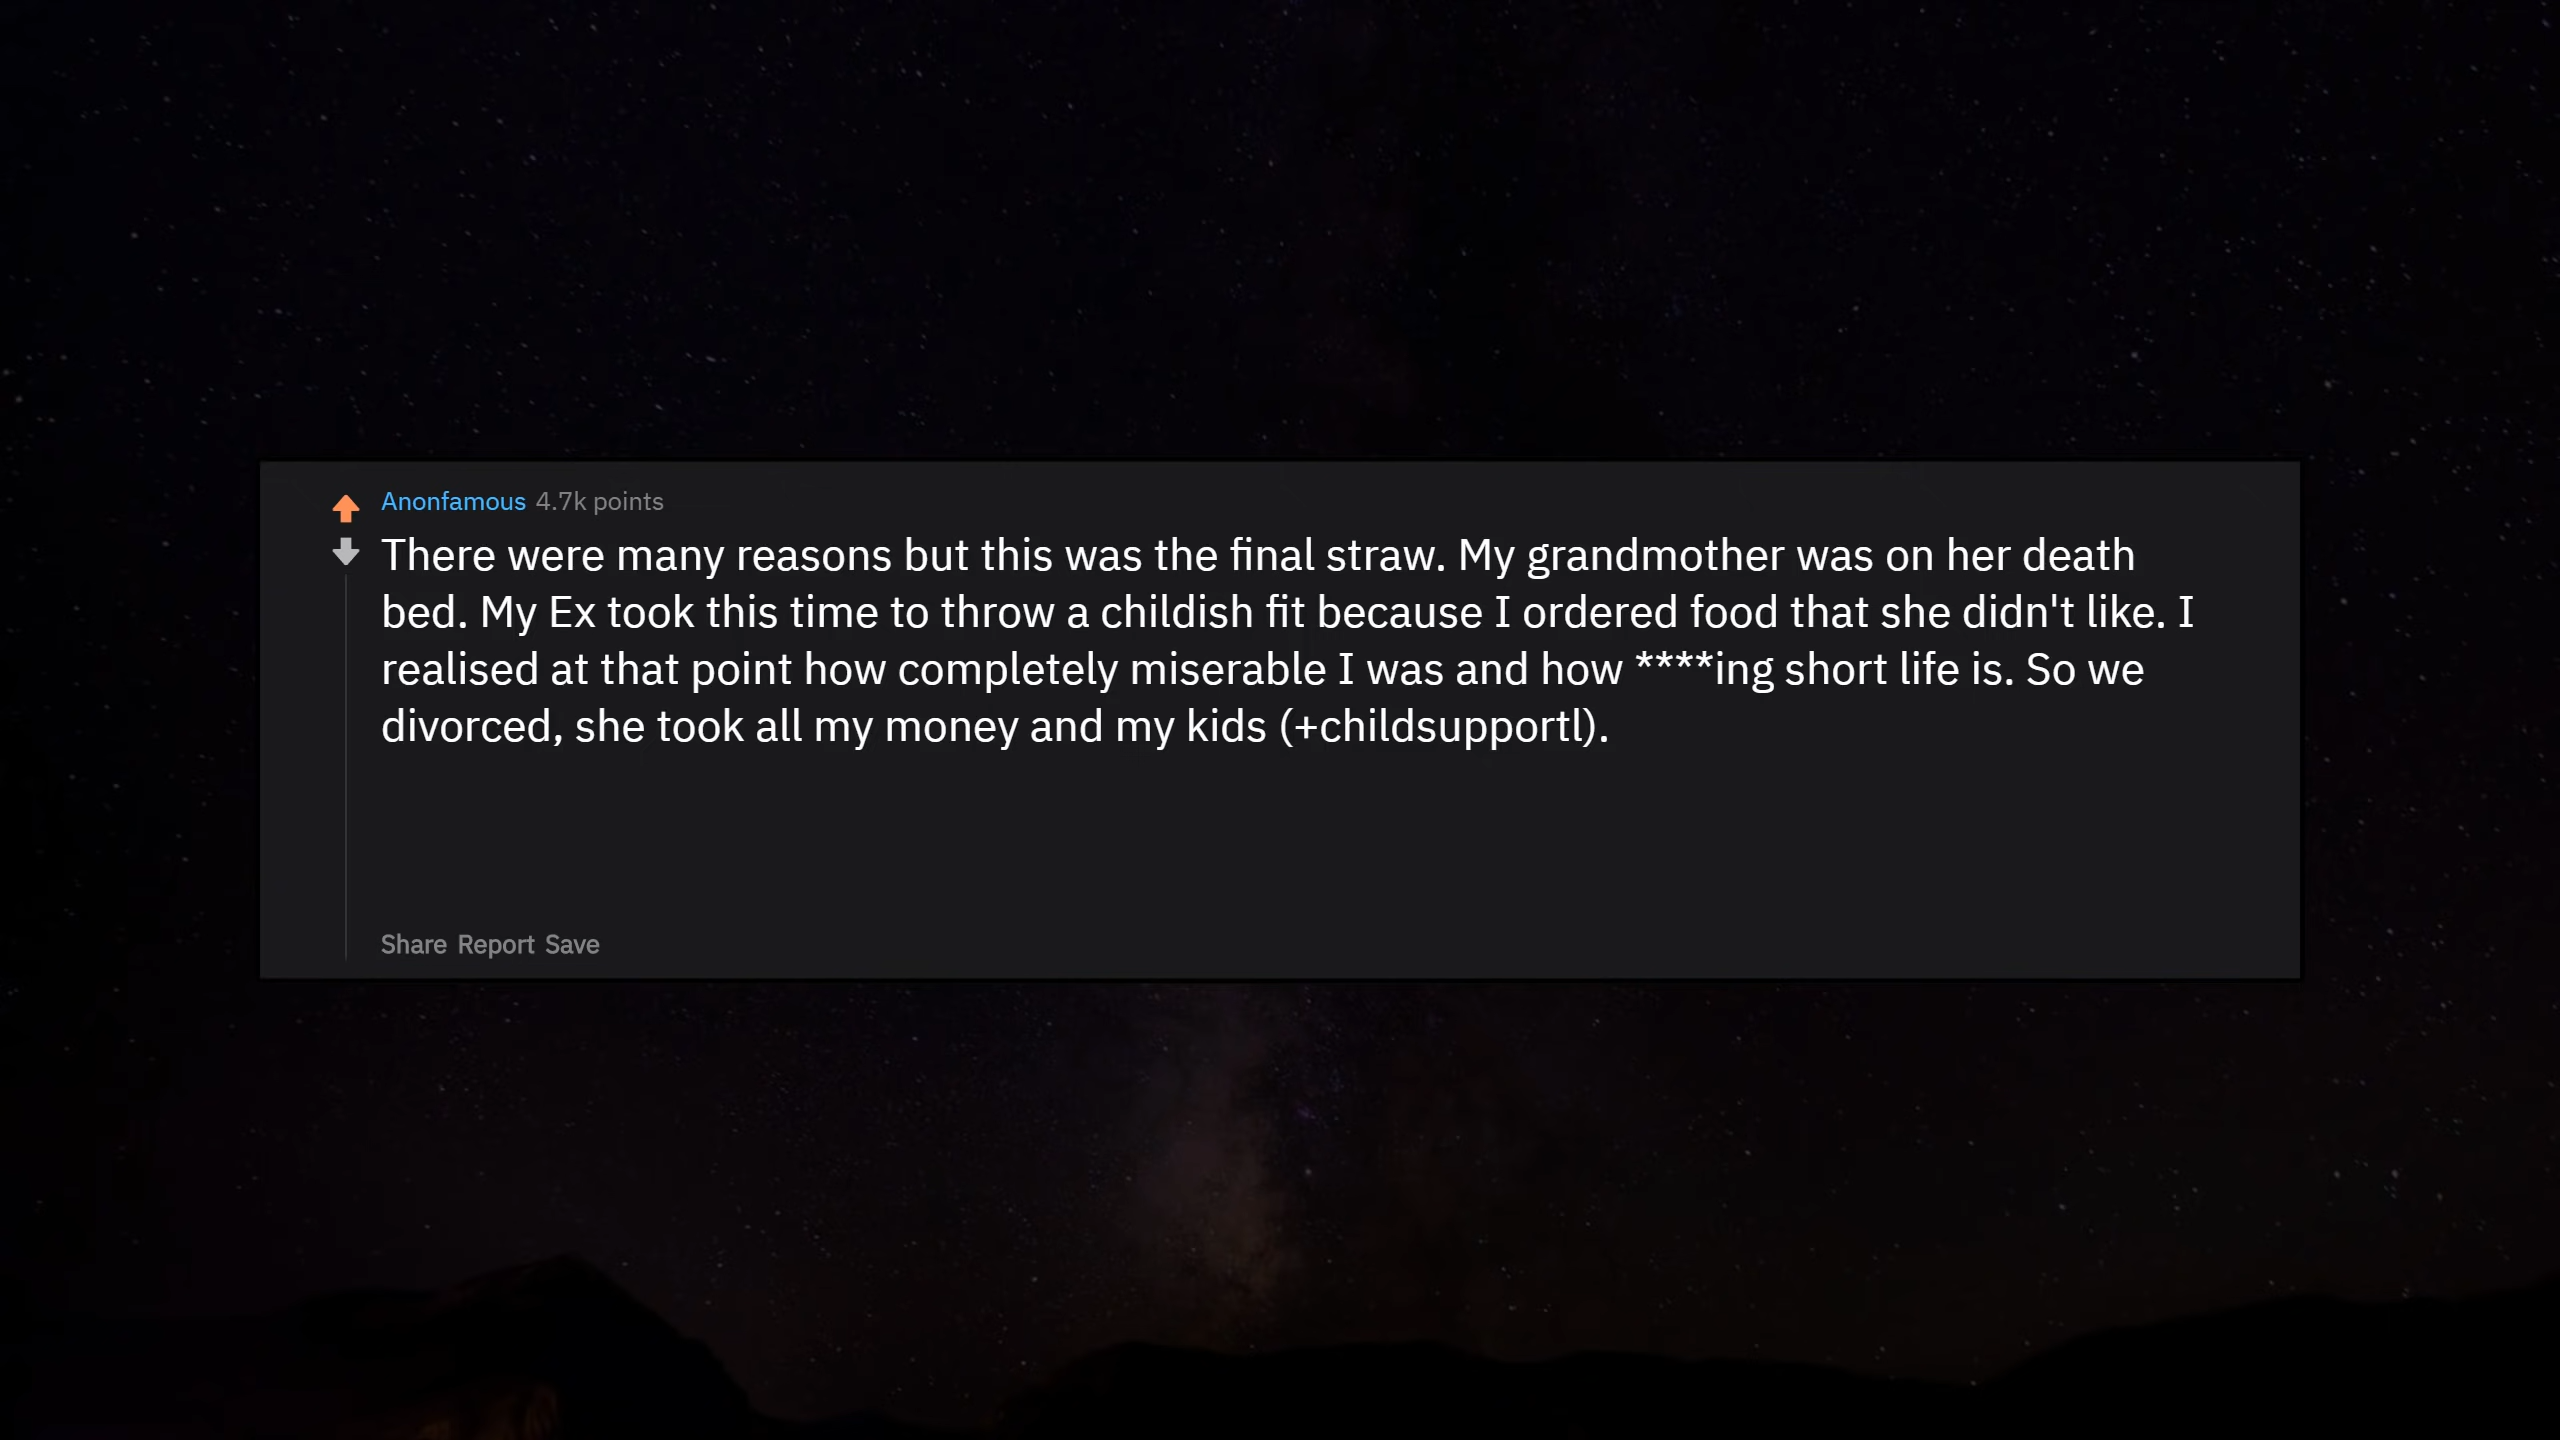 Anonfamous 4.7k points
There were many reasons but this was the final straw. My grandmother was on her death
bed. My Ex took this time to throw a childish fit because I ordered food that she didn't like. I
realised at that point how completely miserable I was and how ****ing short life is. So we
divorced, she took all my money and my kids (+childsupportl).
Share Report Save